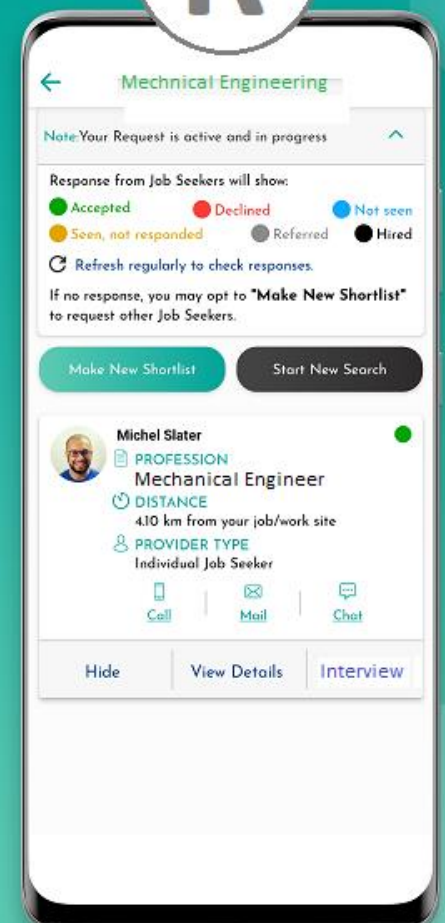 Mechnical Engineering
Note:Your Request is active and in progress
Response from Job Seekers will show:
Accepted Declined Not seen
Seen, not responded Referred Hired
Refresh regularly to check responses.
If no response, you may opt to "Make New Shortlist"
to request other Job Seekers.
Make New Shortlist Start New Search
Michel Slater
PROFESSION
Mechanical Engineer
DISTANCE
4.10 km from your job/work site
PROVIDER TYPE
Individual Job Seeker
Call Mail Chat
Hide View Details Interview